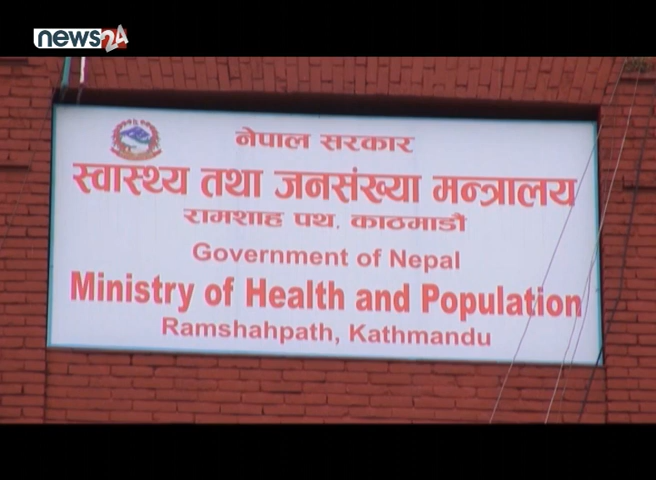 news24
नेपाल सरकार
स्वास्थ्य तथा जनसंख्या मन्त्रालय
रामशाह पथ, काठमाडौं
Government of Nepal
Ministry of Health and Population
Ramshahpath, Kathmandu